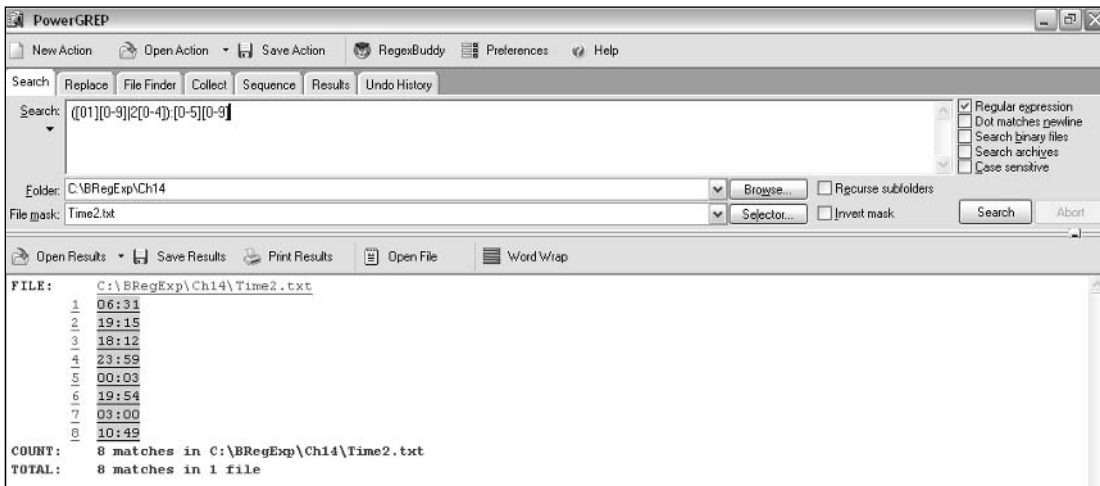 PowerGREP
New Action Open Action Save Action RegexBuddy Preferences Help
Search Replace File Finder Collect Sequence Results Undo History
Search: ([01][0-9]|2[0-4]):[0-5][0-9]
Regular expression
Dot matches newline
Search binary files
Search archives
Case sensitive
Folder: C:\BRegExp\Ch14 Browse... Recurse subfolders
File mask: Time2.txt Selector... Invert mask Search Abort
Open Results Save Results Print Results Open File Word Wrap
FILE: C:\BRegExp\Ch14\Time2.txt
1 06:31
2 19:15
3 18:12
4 23:59
5 00:03
6 19:54
7 03:00
8 10:49
COUNT: 8 matches in C:\BRegExp\Ch14\Time2.txt
TOTAL: 8 matches in 1 file